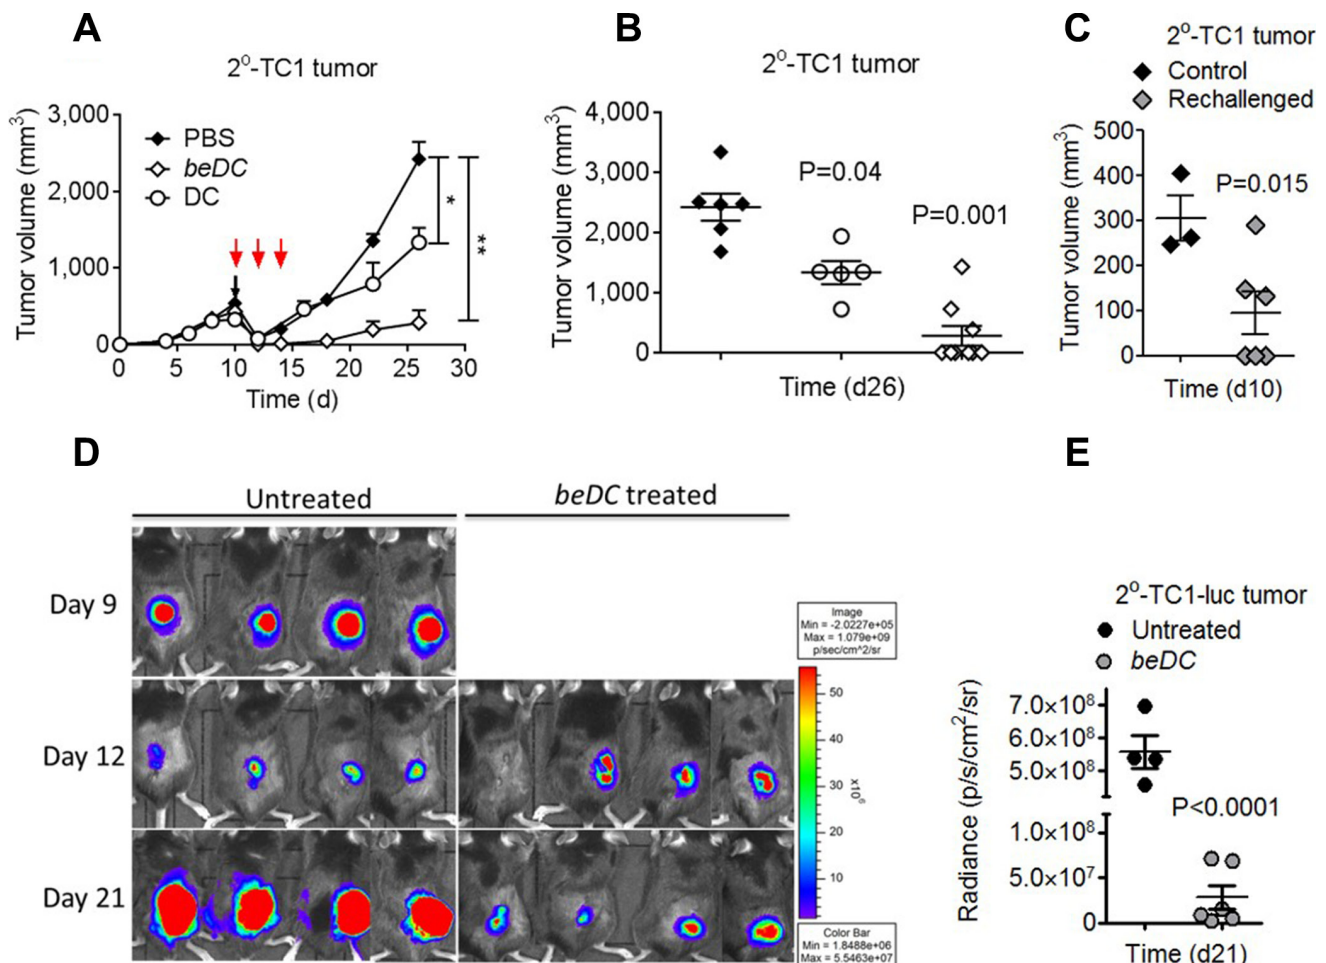 A
2º-TC1 tumor
Tumor volume (mm³)
3,000
2,000
1,000
0
PBS
beDC
DC
*
**
0 5 10 15 20 25 30
Time (d)
B
2º-TC1 tumor
Tumor volume (mm³)
4,000
3,000
2,000
1,000
0
P=0.04
P=0.001
Time (d26)
C
2º-TC1 tumor
Control
Rechallenged
Tumor volume (mm³)
500
400
300
200
100
0
P=0.015
Time (d10)
D
Untreated
beDC treated
Day 9
Day 12
Day 21
Image
Min = -2.0227e+05
Max = 1.079e+09
p/sec/cm^2/sr
50
40
30
20
10
x10⁶
Color Bar
Min = 1.8488e+06
Max = 5.5463e+07
E
2º-TC1-luc tumor
Untreated
beDC
Radiance (p/s/cm²/sr)
7.0×10⁸
6.0×10⁸
5.0×10⁸
1.0×10⁸
5.0×10⁷
0
P<0.0001
Time (d21)